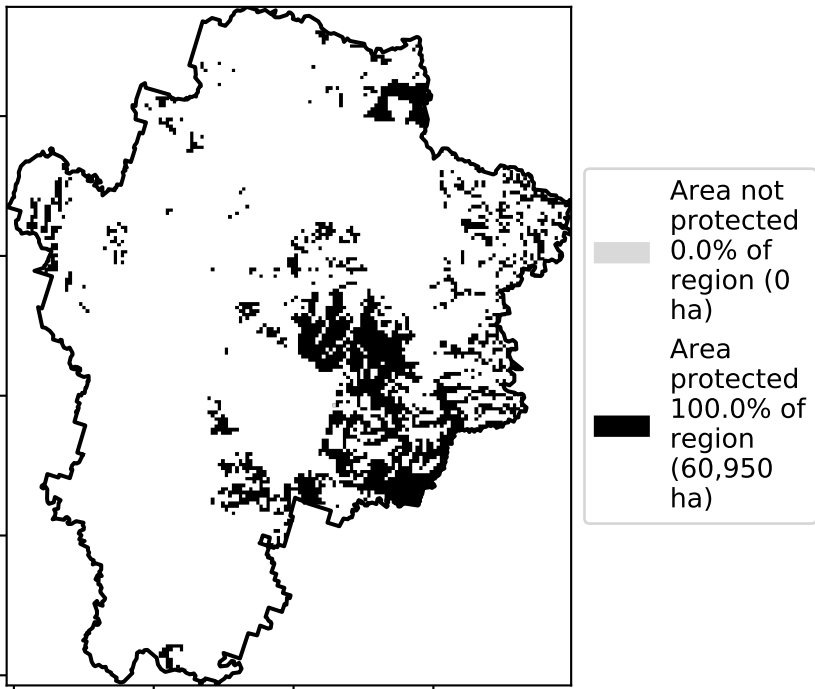 Area not
protected
0.0% of
region (0
ha)
Area
protected
100.0% of
region
(60,950
ha)